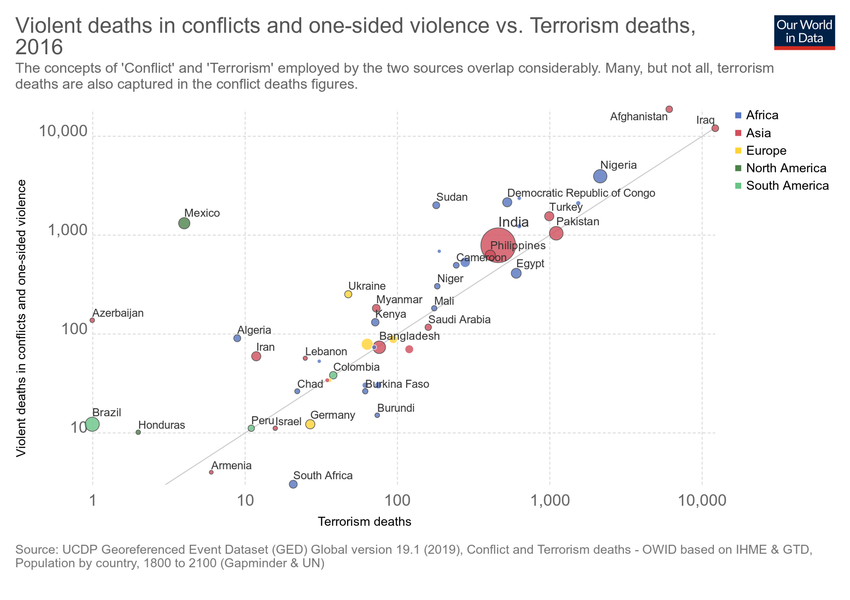 Violent deaths in conflicts and one-sided violence vs. Terrorism deaths,
2016
Our World
in Data
The concepts of 'Conflict' and 'Terrorism' employed by the two sources overlap considerably. Many, but not all, terrorism
deaths are also captured in the conflict deaths figures.
Violent deaths in conflicts and one-sided violence
10,000
1,000
100
10
Afghanistan
Iraq
Nigeria
Sudan
Democratic Republic of Congo
Mexico
Turkey
India
Pakistan
Philippines
Cameroon
Egypt
Niger
Ukraine
Myanmar
Mali
Azerbaijan
Kenya
Saudi Arabia
Algeria
Bangladesh
Iran
Lebanon
Colombia
Chad
Burkina Faso
Brazil
Honduras
Peru
Israel
Germany
Burundi
Armenia
South Africa
1
10
100
1,000
10,000
Terrorism deaths
Africa
Asia
Europe
North America
South America
Source: UCDP Georeferenced Event Dataset (GED) Global version 19.1 (2019), Conflict and Terrorism deaths - OWID based on IHME & GTD,
Population by country, 1800 to 2100 (Gapminder & UN)